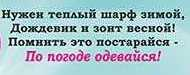 Нужен теплый шарф зимой,
Дождевик и зонт весной!
Помнить это постарайся -
По погоде одевайся!